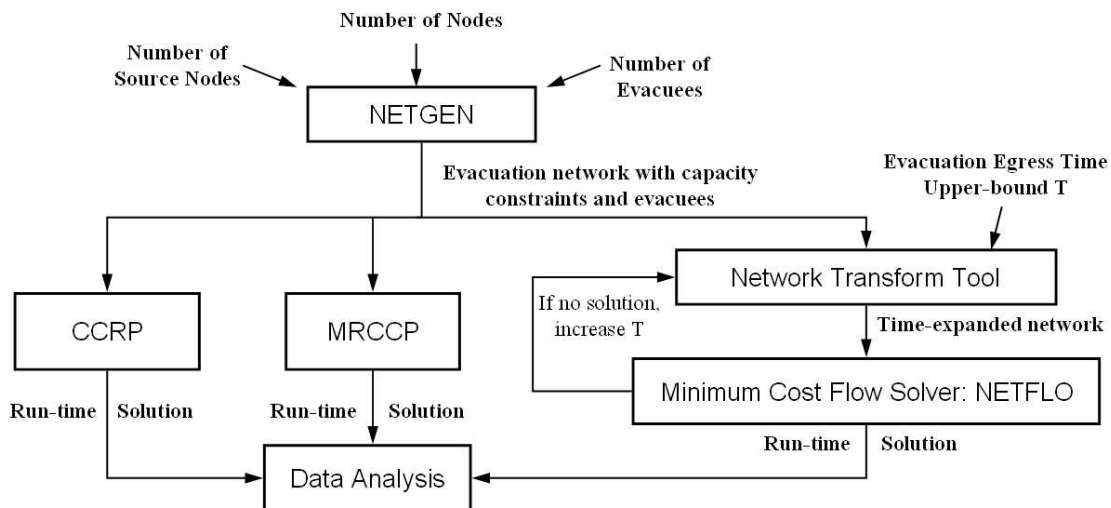 Number of Nodes
Number of
Source Nodes
Number of
Evacuees
NETGEN
Evacuation network with capacity
constraints and evacuees
Evacuation Egress Time
Upper-bound T
Network Transform Tool
If no solution,
increase T
CCRP
MRCCP
Time-expanded network
Minimum Cost Flow Solver: NETFLO
Run-time Solution
Run-time Solution
Run-time Solution
Data Analysis